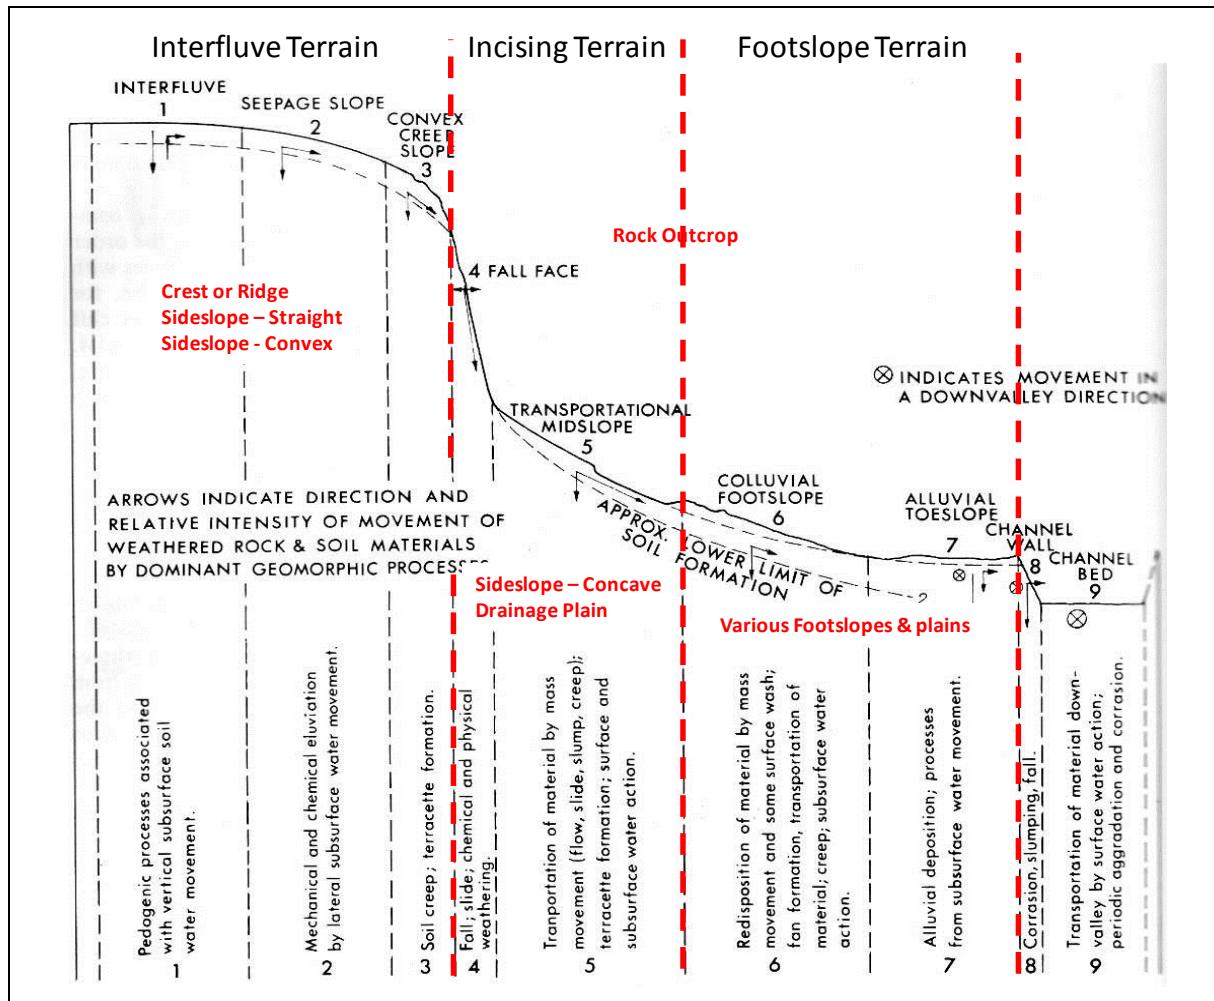 Interfluve Terrain
Incising Terrain
Footslope Terrain
INTERFLUVE
1
SEEPAGE SLOPE
2
CONVEX
CREEP
SLOPE
3
Rock Outcrop
4 FALL FACE
Crest or Ridge
Sideslope – Straight
Sideslope - Convex
⊗ INDICATES MOVEMENT IN
A DOWNVALLEY DIRECTION
TRANSPORTATIONAL
MIDSLOPE
5
COLLUVIAL
FOOTSLOPE
6
ALLUVIAL
TOESLOPE
7
CHANNEL
WALL
8
CHANNEL
BED
9
ARROWS INDICATE DIRECTION AND
RELATIVE INTENSITY OF MOVEMENT OF
WEATHERED ROCK & SOIL MATERIALS
BY DOMINANT GEOMORPHIC PROCESSES
APPROX. LOWER LIMIT OF
SOIL FORMATION
?
Sideslope – Concave
Drainage Plain
Various Footslopes & plains
Pedogenic processes associated
with vertical subsurface soil
water movement.
Mechanical and chemical eluviation
by lateral subsurface water movement.
Soil creep; terracette formation.
Fall; slide; chemical and physical
weathering.
Tranportation of material by mass
movement (flow, slide, slump, creep);
terracette formation; surface and
subsurface water action.
Redisposition of material by mass
movement and some surface wash;
fan formation, transportation of
material; creep; subsurface water
action.
Alluvial deposition; processes
from subsurface water movement.
Corrasion, slumping, fall.
Transportation of material down-
valley by surface water action;
periodic aggradation and corrasion.
1
2
3
4
5
6
7
8
9